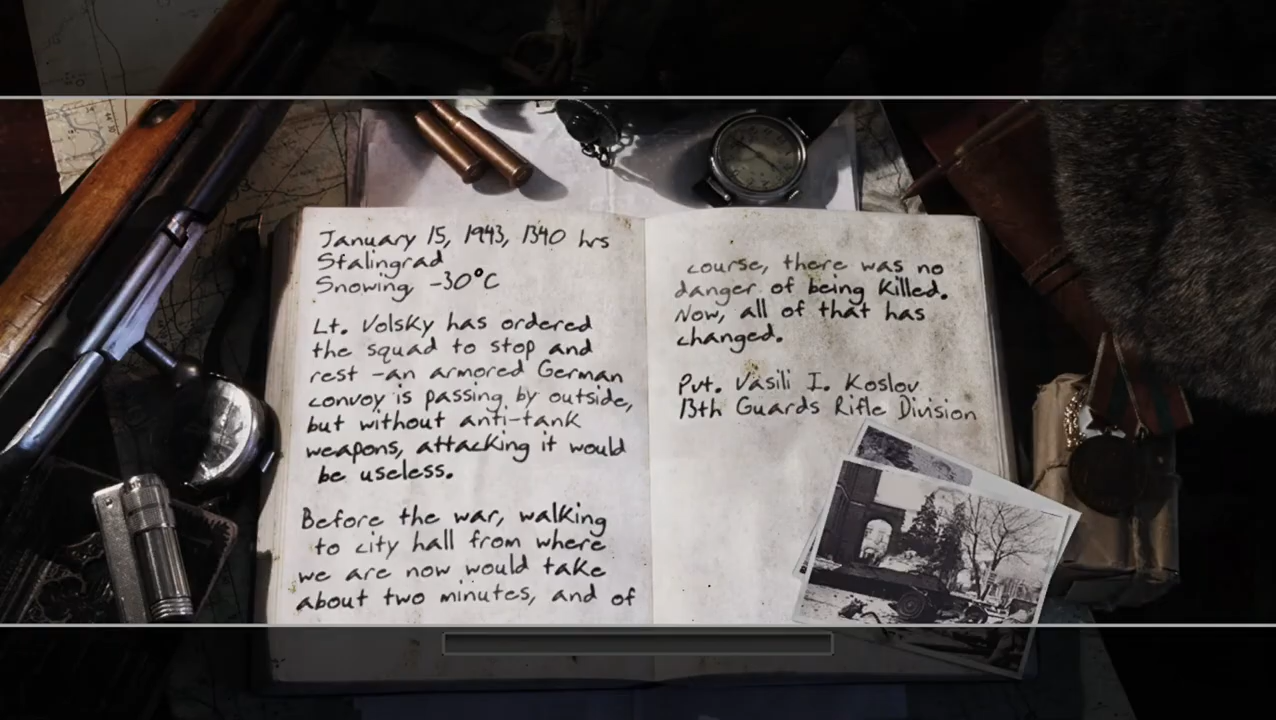 January 15, 1943, 1340 hrs
Stalingrad
Snowing, -30°C
Lt. Volsky has ordered
the squad to stop and
rest -an armored German
convoy is passing by outside,
but without anti-tank
weapons, attacking it would
be useless.
Before the war, walking
to city hall from where
we are now would take
about two minutes, and of
course, there was no
danger of being killed.
Now, all of that has
changed.
Pvt. Vasili I. Koslov
13th Guards Rifle Division